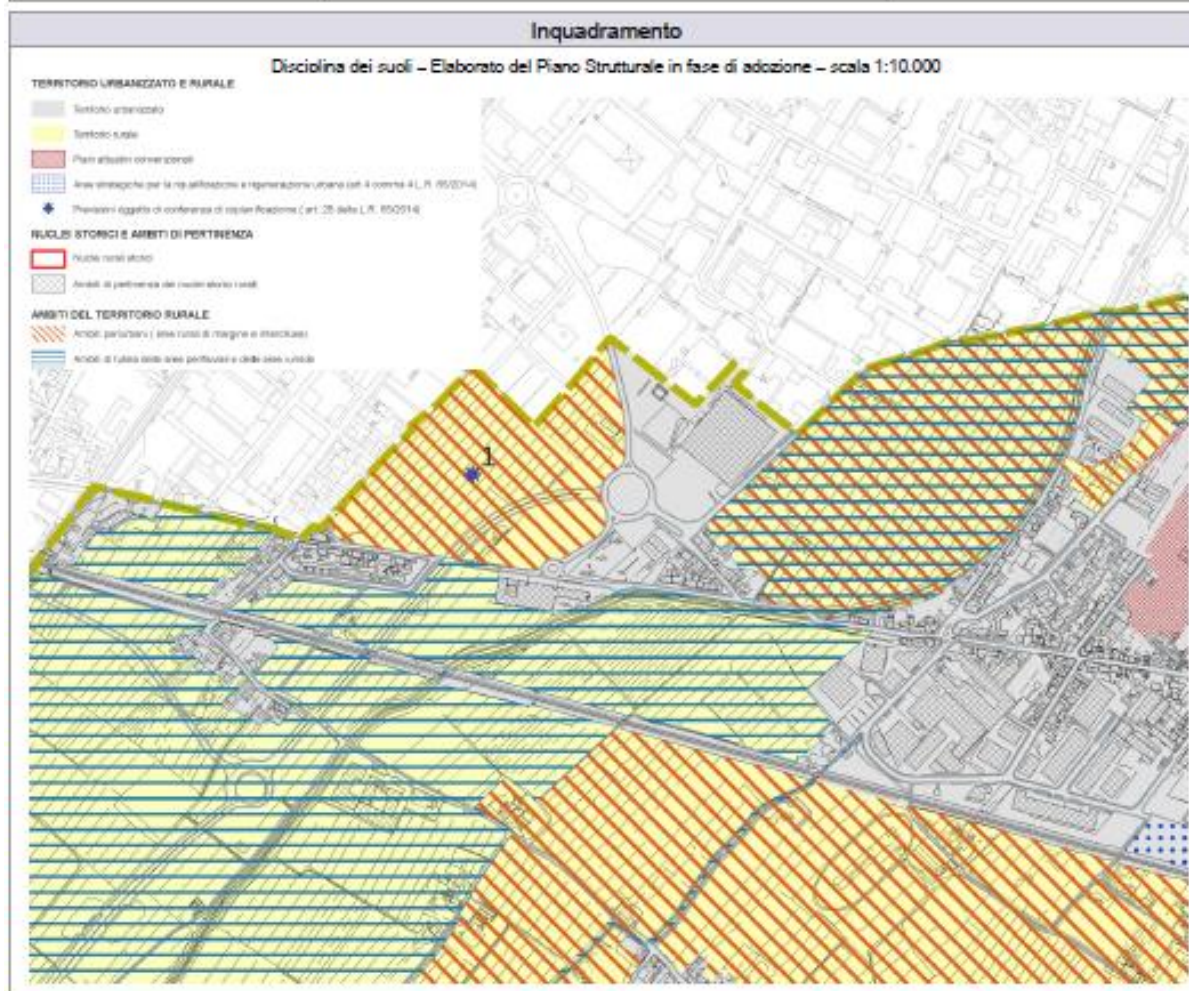 Inquadramento
Disciolina dei suoli – Elaborato del Piano Strutturale in fase di adozione – scala 1:10.000
TERRITORIO URBANIZZATO E RURALE
Territorio urbanizzato
Territorio rurale
Piani attuativi convenzionati
Aree strategiche per la riqualificazione e rigenerazione urbana (art. 4 comma 4 L.R. 65/2014)
Previsioni oggetto di conferenza di copianificazione ( art. 25 della L.R. 65/2014)
NUCLEI STORICI E AMBITI DI PERTINENZA
Nuclei rurali storici
Ambiti di pertinenza dei nuclei storici rurali
AMBITI DEL TERRITORIO RURALE
Ambiti periurbani ( aree rurali di margine e intercluse)
Ambiti di tutela delle aree perifluviali e delle aree umide
1